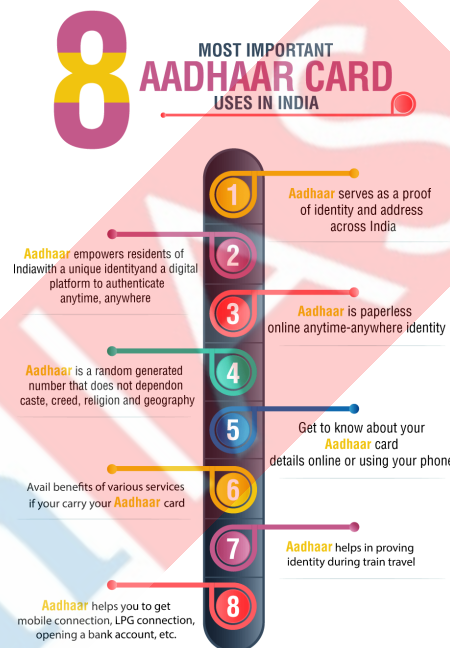 8
MOST IMPORTANT
AADHAAR CARD
USES IN INDIA
1
Aadhaar serves as a proof
of identity and address
across India
2
Aadhaar empowers residents of
Indiawith a unique identityand a digital
platform to authenticate
anytime, anywhere
3
Aadhaar is paperless
online anytime-anywhere identity
4
Aadhaar is a random generated
number that does not dependon
caste, creed, religion and geography
5
Get to know about your
Aadhaar card
details online or using your phone
6
Avail benefits of various services
if your carry your Aadhaar card
7
Aadhaar helps in proving
identity during train travel
8
Aadhaar helps you to get
mobile connection, LPG connection,
opening a bank account, etc.